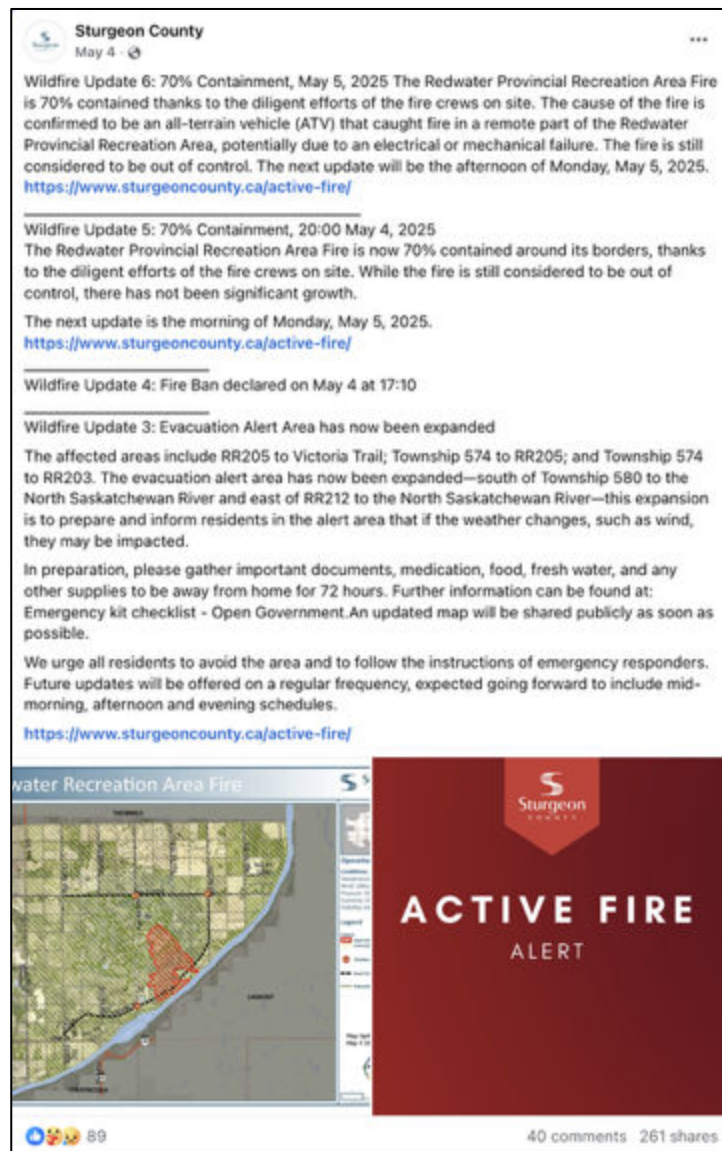 Sturgeon County
May 4 ·
Wildfire Update 6: 70% Containment, May 5, 2025 The Redwater Provincial Recreation Area Fire
is 70% contained thanks to the diligent efforts of the fire crews on site. The cause of the fire is
confirmed to be an all-terrain vehicle (ATV) that caught fire in a remote part of the Redwater
Provincial Recreation Area, potentially due to an electrical or mechanical failure. The fire is still
considered to be out of control. The next update will be the afternoon of Monday, May 5, 2025.
https://www.sturgeoncounty.ca/active-fire/
Wildfire Update 5: 70% Containment, 20:00 May 4, 2025
The Redwater Provincial Recreation Area Fire is now 70% contained around its borders, thanks
to the diligent efforts of the fire crews on site. While the fire is still considered to be out of
control, there has not been significant growth.
The next update is the morning of Monday, May 5, 2025.
https://www.sturgeoncounty.ca/active-fire/
Wildfire Update 4: Fire Ban declared on May 4 at 17:10
Wildfire Update 3: Evacuation Alert Area has now been expanded
The affected areas include RR205 to Victoria Trail; Township 574 to RR205; and Township 574
to RR203. The evacuation alert area has now been expanded—south of Township 580 to the
North Saskatchewan River and east of RR212 to the North Saskatchewan River—this expansion
is to prepare and inform residents in the alert area that if the weather changes, such as wind,
they may be impacted.
In preparation, please gather important documents, medication, food, fresh water, and any
other supplies to be away from home for 72 hours. Further information can be found at:
Emergency kit checklist - Open Government.An updated map will be shared publicly as soon as
possible.
We urge all residents to avoid the area and to follow the instructions of emergency responders.
Future updates will be offered on a regular frequency, expected going forward to include mid-
morning, afternoon and evening schedules.
https://www.sturgeoncounty.ca/active-fire/
water Recreation Area Fire
Sturgeon
COUNTY
ACTIVE FIRE
ALERT
89
40 comments 261 shares